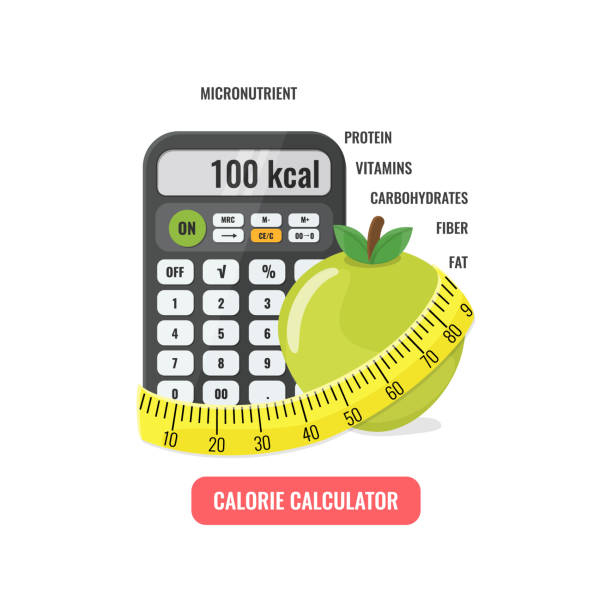 MICRONUTRIENT
PROTEIN
VITAMINS
CARBOHYDRATES
FIBER
FAT
100 kcal
ON
MRC M- M+
CE/C 00→0
OFF √ %
1 2 3
4 5 6
7 8 9
0 00 .
10 20 30 40 50 60 70 80 9
CALORIE CALCULATOR